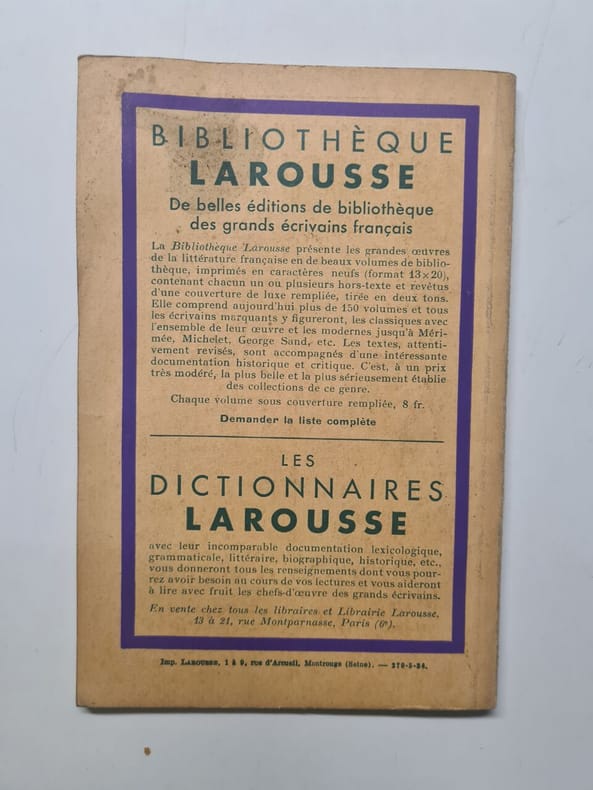 BIBLIOTHÈQUE
LAROUSSE
De belles éditions de bibliothèque
des grands écrivains français
La Bibliothèque Larousse présente les grandes œuvres
de la littérature française en de beaux volumes de biblio-
thèque, imprimés en caractères neufs (format 13×20),
contenant chacun un ou plusieurs hors-texte et revêtus
d'une couverture de luxe rempliée, tirée en deux tons.
Elle comprend aujourd'hui plus de 150 volumes et tous
les écrivains marquants y figureront, les classiques avec
l'ensemble de leur œuvre et les modernes jusqu'à Méri-
mée, Michelet, George Sand, etc. Les textes, attenti-
vement revisés, sont accompagnés d'une intéressante
documentation historique et critique. C'est, à un prix
très modéré, la plus belle et la plus sérieusement établie
des collections de ce genre.
Chaque volume sous couverture rempliée, 8 fr.
Demander la liste complète
LES
DICTIONNAIRES
LAROUSSE
avec leur incomparable documentation lexicologique,
grammaticale, littéraire, biographique, historique, etc.,
vous donneront tous les renseignements dont vous pour-
rez avoir besoin au cours de vos lectures et vous aideront
à lire avec fruit les chefs-d'œuvre des grands écrivains.
En vente chez tous les libraires et Librairie Larousse,
13 à 21, rue Montparnasse, Paris (6e).
Imp. LAROUSSE, 1 à 9, rue d'Arcueil, Montrouge (Seine). — 278-5-34.